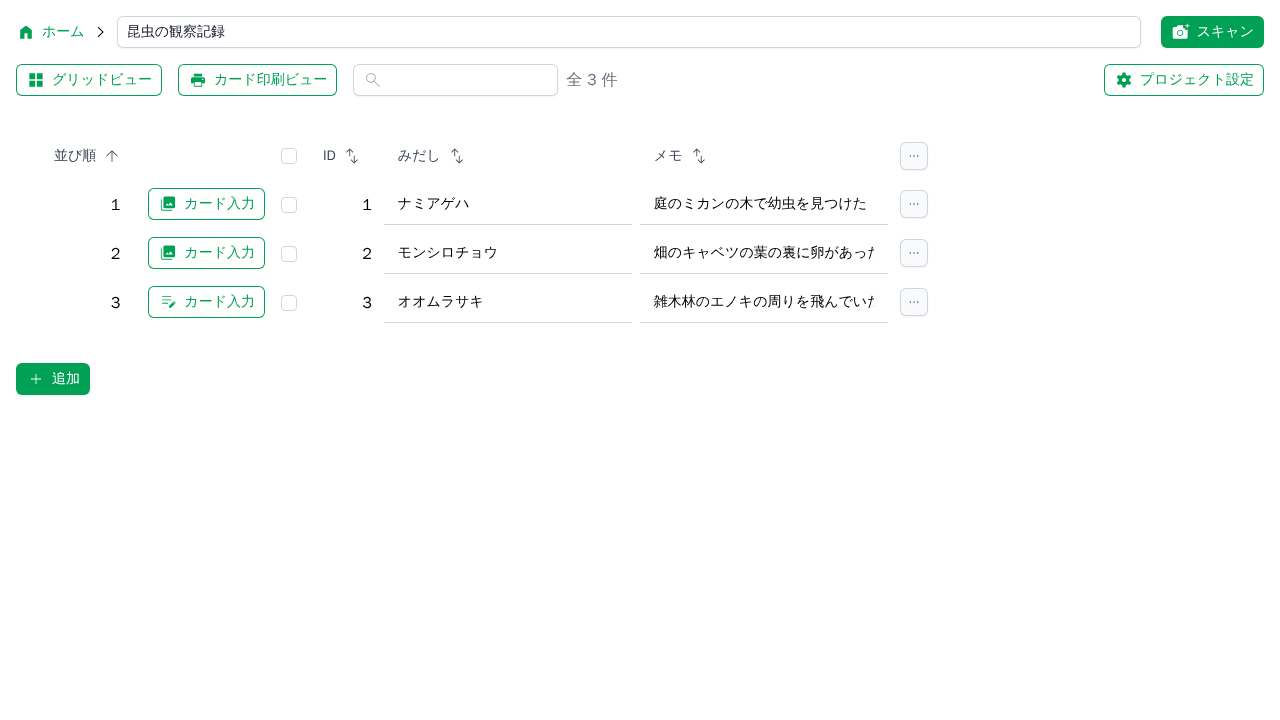 ホーム
昆虫の観察記録
スキャン
グリッドビュー
カード印刷ビュー
全 3 件
プロジェクト設定
並び順 ID みだし メモ
1 カード入力 1 ナミアゲハ 庭のミカンの木で幼虫を見つけた
2 カード入力 2 モンシロチョウ 畑のキャベツの葉の裏に卵があった
3 カード入力 3 オオムラサキ 雑木林のエノキの周りを飛んでいた
追加